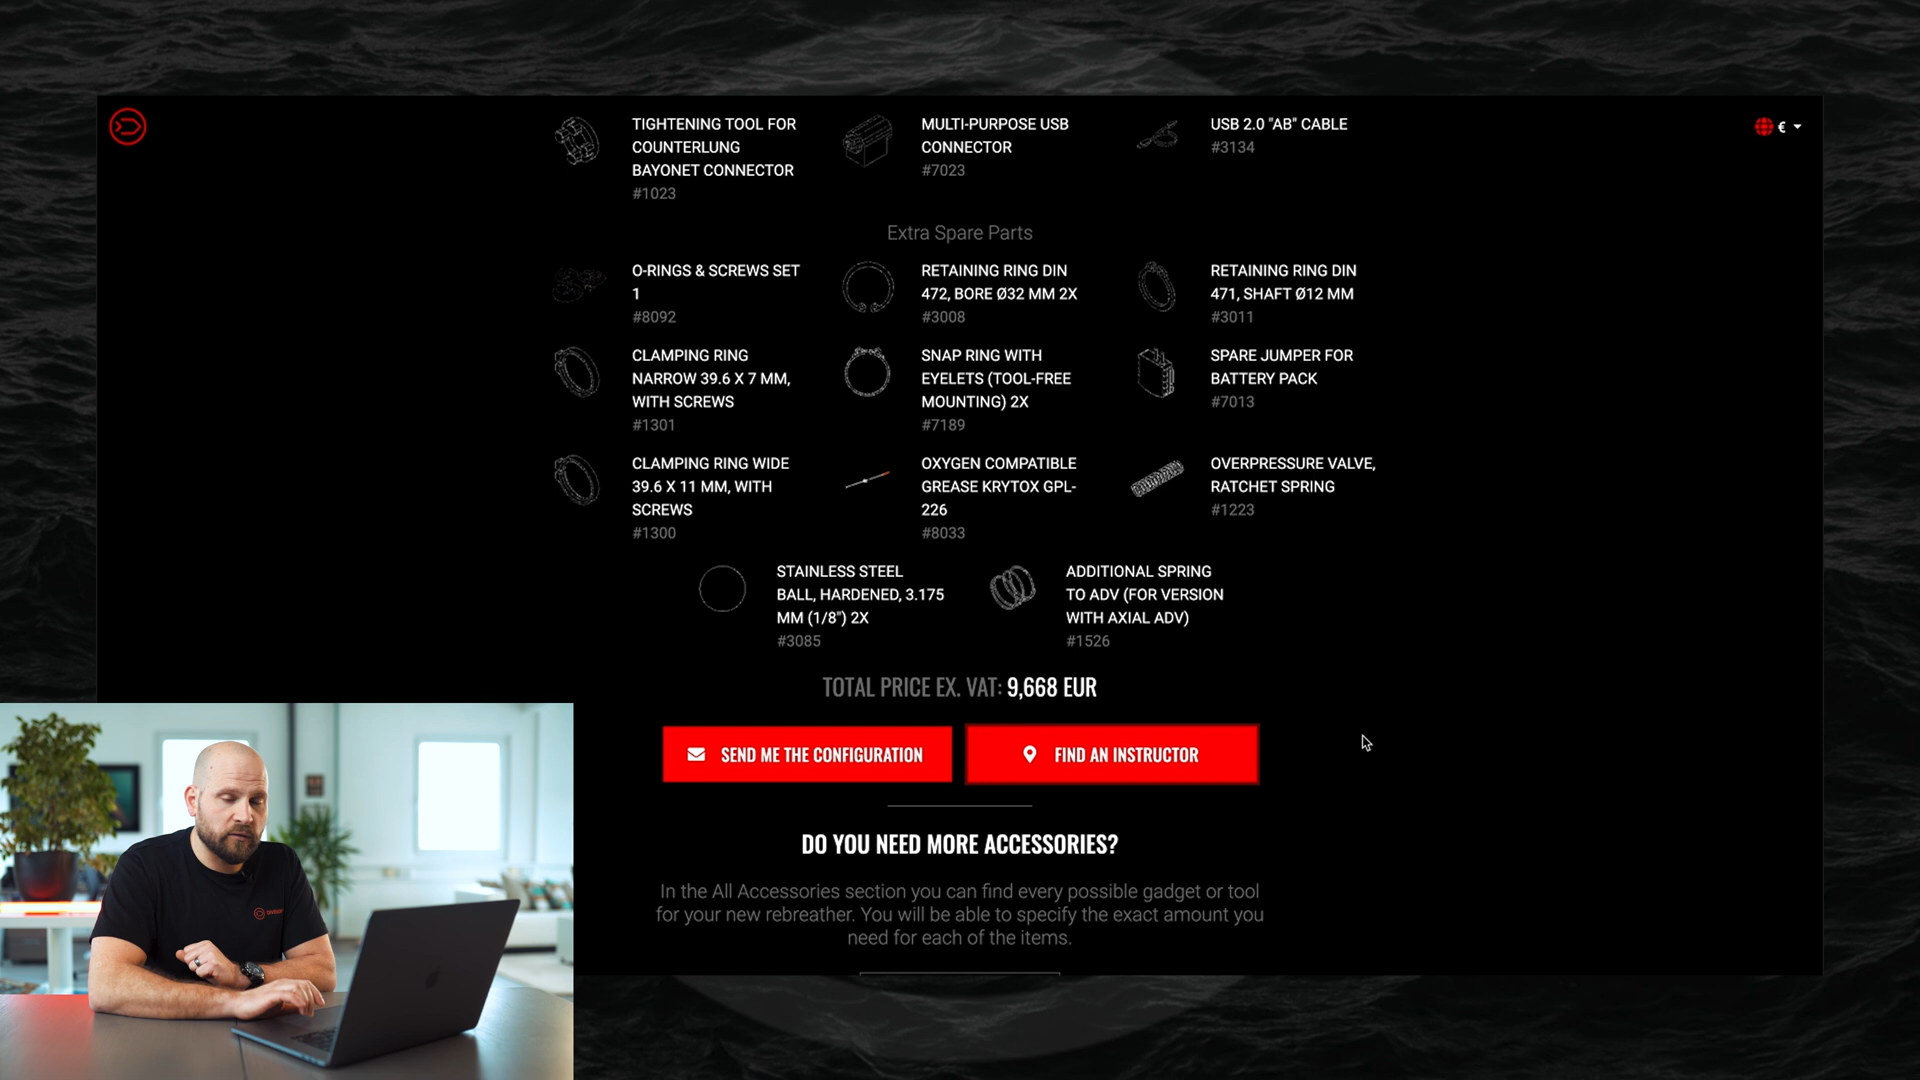 TIGHTENING TOOL FOR
COUNTERLUNG
BAYONET CONNECTOR
#1023
MULTI-PURPOSE USB
CONNECTOR
#7023
USB 2.0 "AB" CABLE
#3134
€
Extra Spare Parts
O-RINGS & SCREWS SET
1
#8092
RETAINING RING DIN
472, BORE Ø32 MM 2X
#3008
RETAINING RING DIN
471, SHAFT Ø12 MM
#3011
CLAMPING RING
NARROW 39.6 X 7 MM,
WITH SCREWS
#1301
SNAP RING WITH
EYELETS (TOOL-FREE
MOUNTING) 2X
#7189
SPARE JUMPER FOR
BATTERY PACK
#7013
CLAMPING RING WIDE
39.6 X 11 MM, WITH
SCREWS
#1300
OXYGEN COMPATIBLE
GREASE KRYTOX GPL-
226
#8033
OVERPRESSURE VALVE,
RATCHET SPRING
#1223
STAINLESS STEEL
BALL, HARDENED, 3.175
MM (1/8") 2X
#3085
ADDITIONAL SPRING
TO ADV (FOR VERSION
WITH AXIAL ADV)
#1526
TOTAL PRICE EX. VAT: 9,668 EUR
SEND ME THE CONFIGURATION
FIND AN INSTRUCTOR
DO YOU NEED MORE ACCESSORIES?
In the All Accessories section you can find every possible gadget or tool
for your new rebreather. You will be able to specify the exact amount you
need for each of the items.